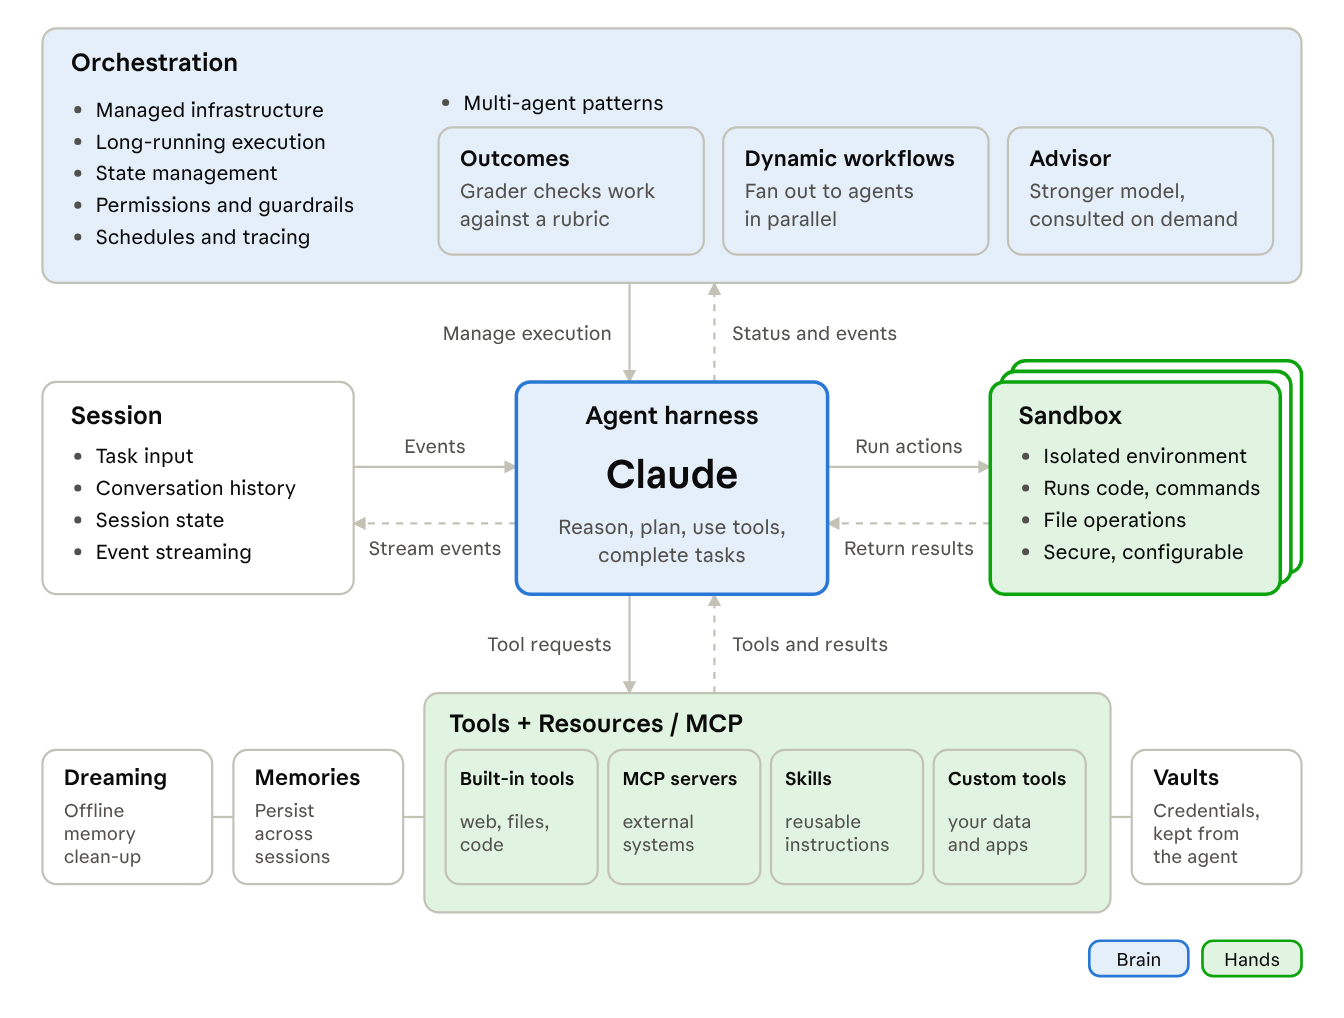 Orchestration
Managed infrastructure
Long-running execution
State management
Permissions and guardrails
Schedules and tracing
Multi-agent patterns
Outcomes
Grader checks work
against a rubric
Dynamic workflows
Fan out to agents
in parallel
Advisor
Stronger model,
consulted on demand
Manage execution
Status and events
Session
Task input
Conversation history
Session state
Event streaming
Events
Stream events
Agent harness
Claude
Reason, plan, use tools,
complete tasks
Run actions
Return results
Sandbox
Isolated environment
Runs code, commands
File operations
Secure, configurable
Tool requests
Tools and results
Dreaming
Offline
memory
clean-up
Memories
Persist
across
sessions
Tools + Resources / MCP
Built-in tools
web, files,
code
MCP servers
external
systems
Skills
reusable
instructions
Custom tools
your data
and apps
Vaults
Credentials,
kept from
the agent
Brain
Hands